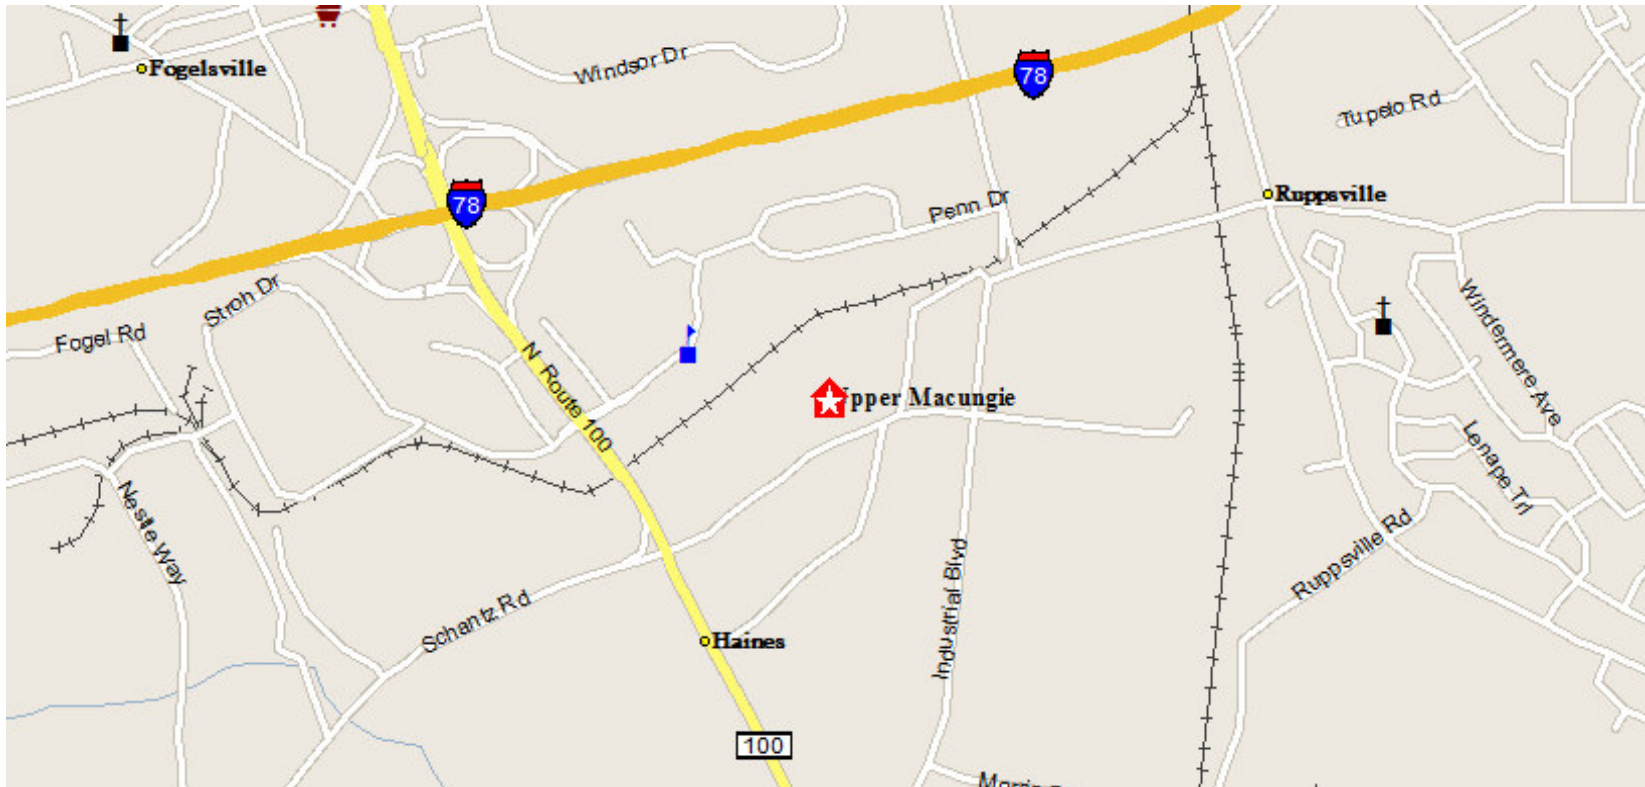 Fogelsville
Windsor Dr
78
78
Tupelo Rd
Penn Dr
Ruppsville
Stroh Dr
Fogel Rd
N Route 100
pper Macungie
Windermere Ave
Lenape Trl
Nestle Way
Ruppsville Rd
Schantz Rd
Industrial Blvd
Haines
100